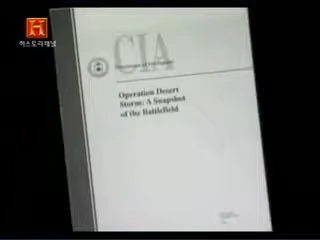 H
히스토리채널
CIA
Operation Desert
Storm: A Snapshot
of the Battlefield